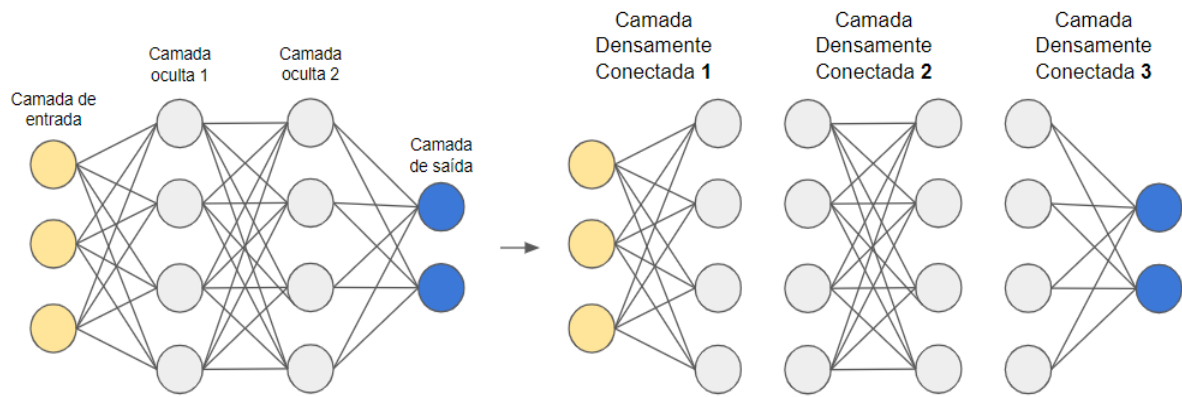 Camada de
entrada
Camada
oculta 1
Camada
oculta 2
Camada
de saída
Camada
Densamente
Conectada 1
Camada
Densamente
Conectada 2
Camada
Densamente
Conectada 3